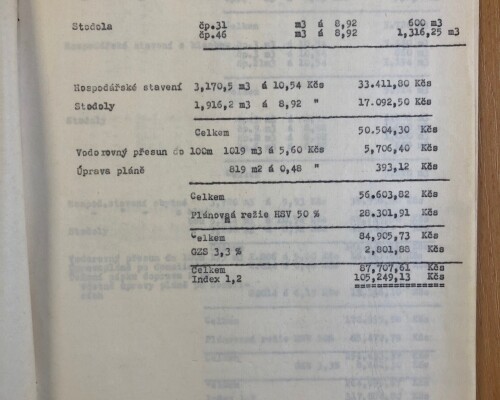 Stodola čp.31 m3 á 8,92 600 m3
čp.46 m3 á 8,92 1,316,25 m3
Hospodářské stavení 3,170,5 m3 á 10,54 Kčs 33.411,80 Kčs
Stodoly 1,916,2 m3 á 8,92 " 17.092,50 Kčs
Celkem 50.504,30 Kčs
Vodorovný přesun do 100m 1019 m3 á 5,60 Kčs 5,706,40 Kčs
Úprava pláně 819 m2 á 0,48 " 393,12 Kčs
Celkem 56.603,82 Kčs
Plánovaá režie HSV 50 % 28.301,91 Kčs
Celkem 84,905,73 Kčs
GZS 3,3 % 2,801,88 Kčs
Celkem 87,707,61 Kčs
Index 1,2 105,249,13 Kčs